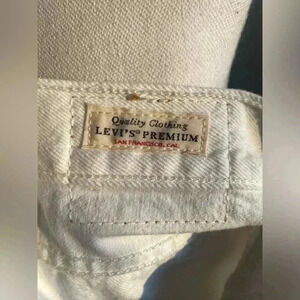 Quality Clothing
LEVI'S® PREMIUM
SAN FRANCISCO, CAL.